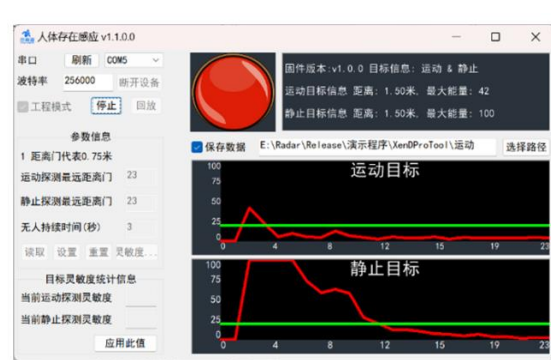 人体存在感应 v1.1.0.0
串口 刷新 COM5
波特率 256000 断开设备
工程模式 停止 回放
参数信息
1 距离门代表0.75米
运动探测最远距离门 23
静止探测最远距离门 23
无人持续时间(秒) 3
读取 设置 重置 灵敏度...
目标灵敏度统计信息
当前运动探测灵敏度
当前静止探测灵敏度
应用此值
固件版本:v1.0.0 目标信息: 运动 & 静止
运动目标信息 距离: 1.50米, 最大能量: 42
静止目标信息 距离: 1.50米, 最大能量: 100
保存数据 E:\Radar\Release\演示程序\XenDProTool\运动 选择路径
运动目标
100
75
50
25
0
0 4 8 12 15 19 23
静止目标
100
75
50
25
0
0 4 8 12 15 19 23